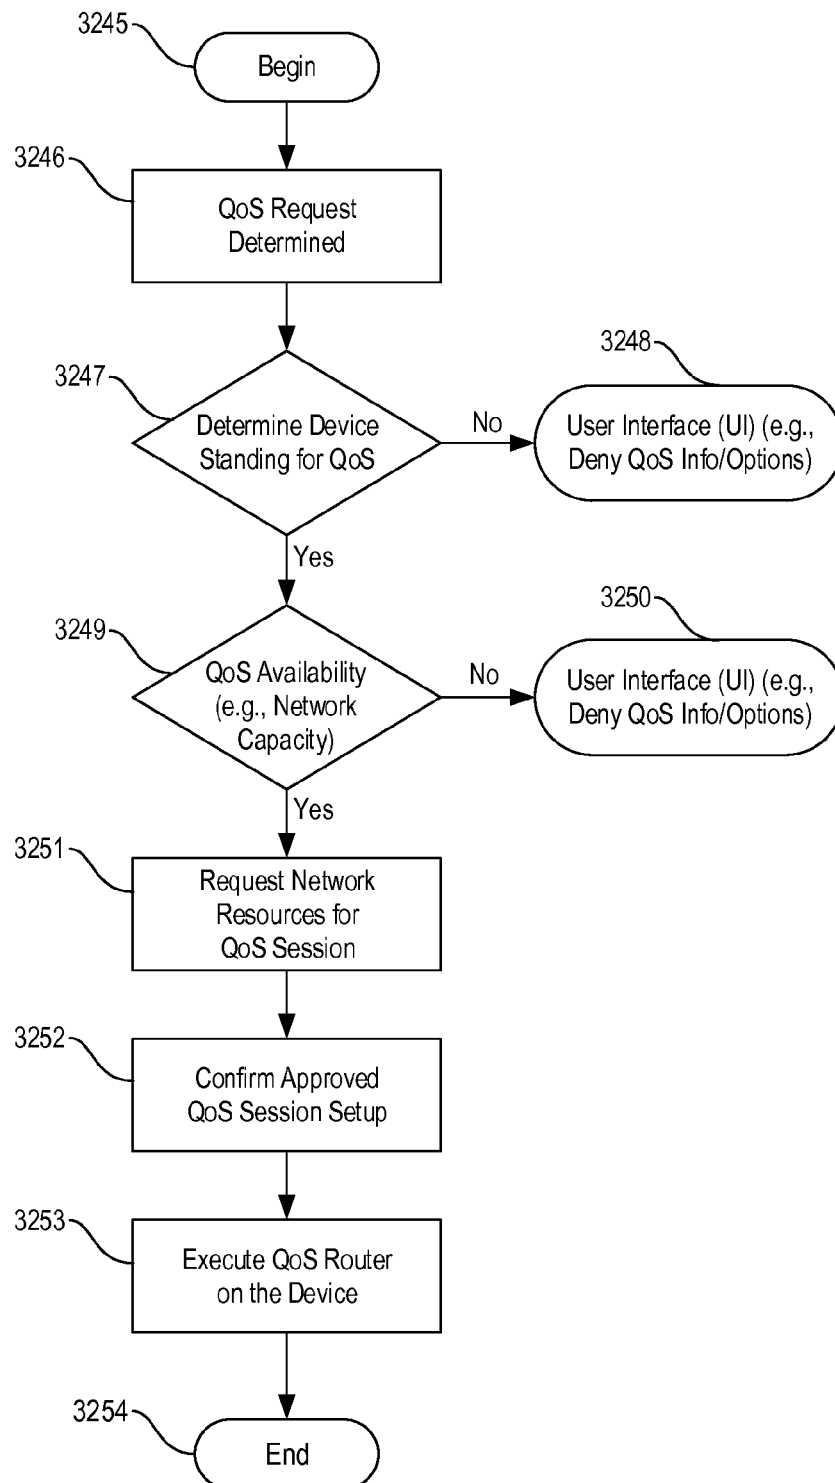 3245
Begin
3246
QoS Request
Determined
3247
Determine Device
Standing for QoS
No
3248
User Interface (UI) (e.g.,
Deny QoS Info/Options)
Yes
3249
QoS Availability
(e.g., Network
Capacity)
No
3250
User Interface (UI) (e.g.,
Deny QoS Info/Options)
Yes
3251
Request Network
Resources for
QoS Session
3252
Confirm Approved
QoS Session Setup
3253
Execute QoS Router
on the Device
3254
End